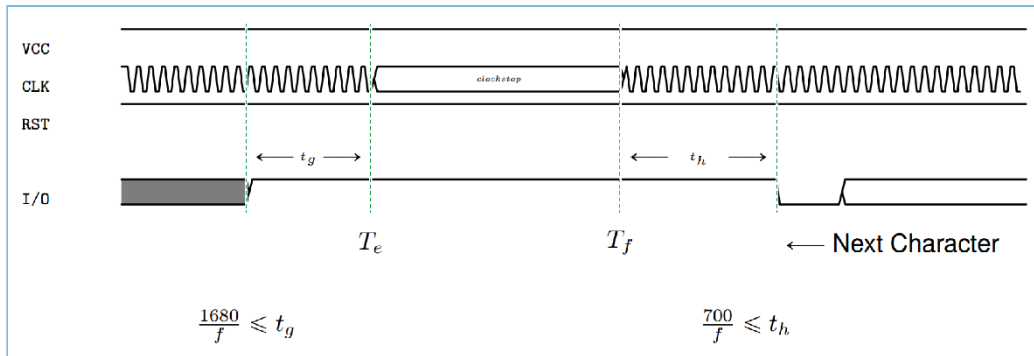 VCC
CLK
clockstop
RST
← t_g →
← t_h →
I/O
T_e
T_f
← Next Character
1680/f ⩽ t_g
700/f ⩽ t_h